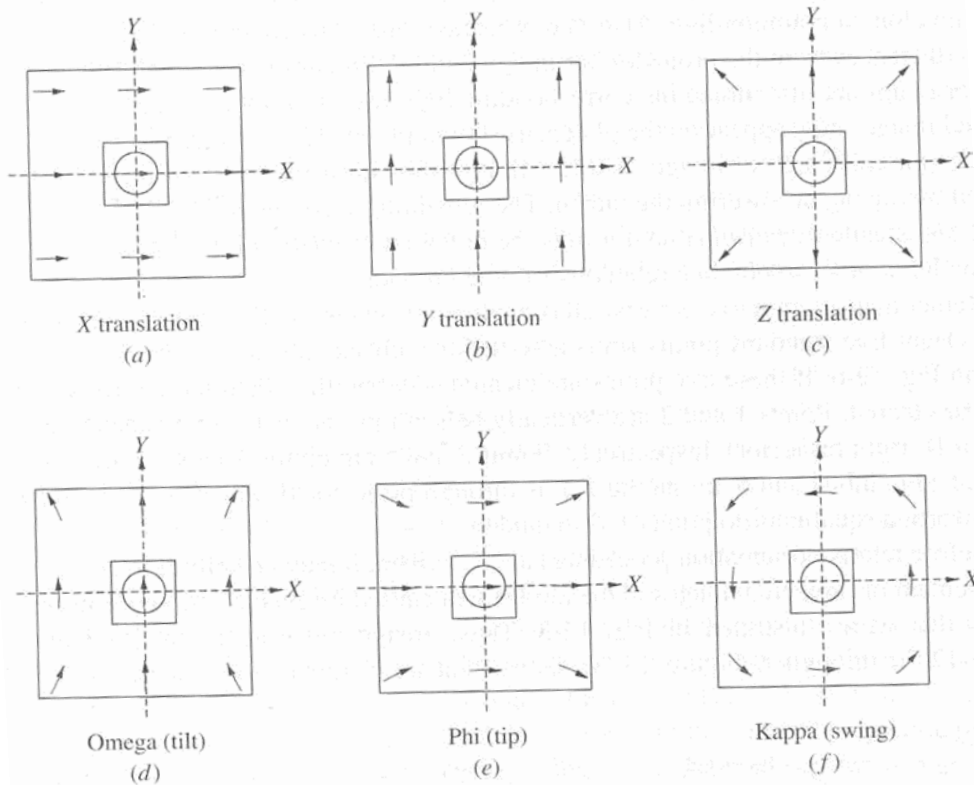 Y
Y
Y
X
X
X
X translation
Y translation
Z translation
(a)
(b)
(c)
Y
Y
Y
X
X
X
Omega (tilt)
Phi (tip)
Kappa (swing)
(d)
(e)
(f)